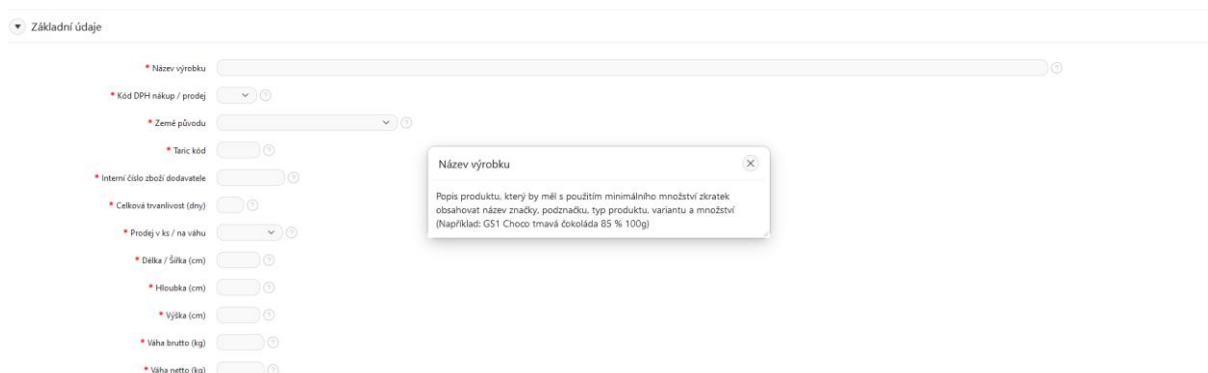 Základní údaje
* Název výrobku
* Kód DPH nákup / prodej
* Země původu
* Taric kód
* Interní číslo zboží dodavatele
* Celková trvanlivost (dny)
* Prodej v ks / na váhu
* Délka / Šířka (cm)
* Hloubka (cm)
* Výška (cm)
* Váha brutto (kg)
* Váha netto (kg)
Název výrobku
Popis produktu, který by měl s použitím minimálního množství zkratek
obsahovat název značky, podznačku, typ produktu, variantu a množství
(Například: GS1 Choco tmavá čokoláda 85 % 100g)